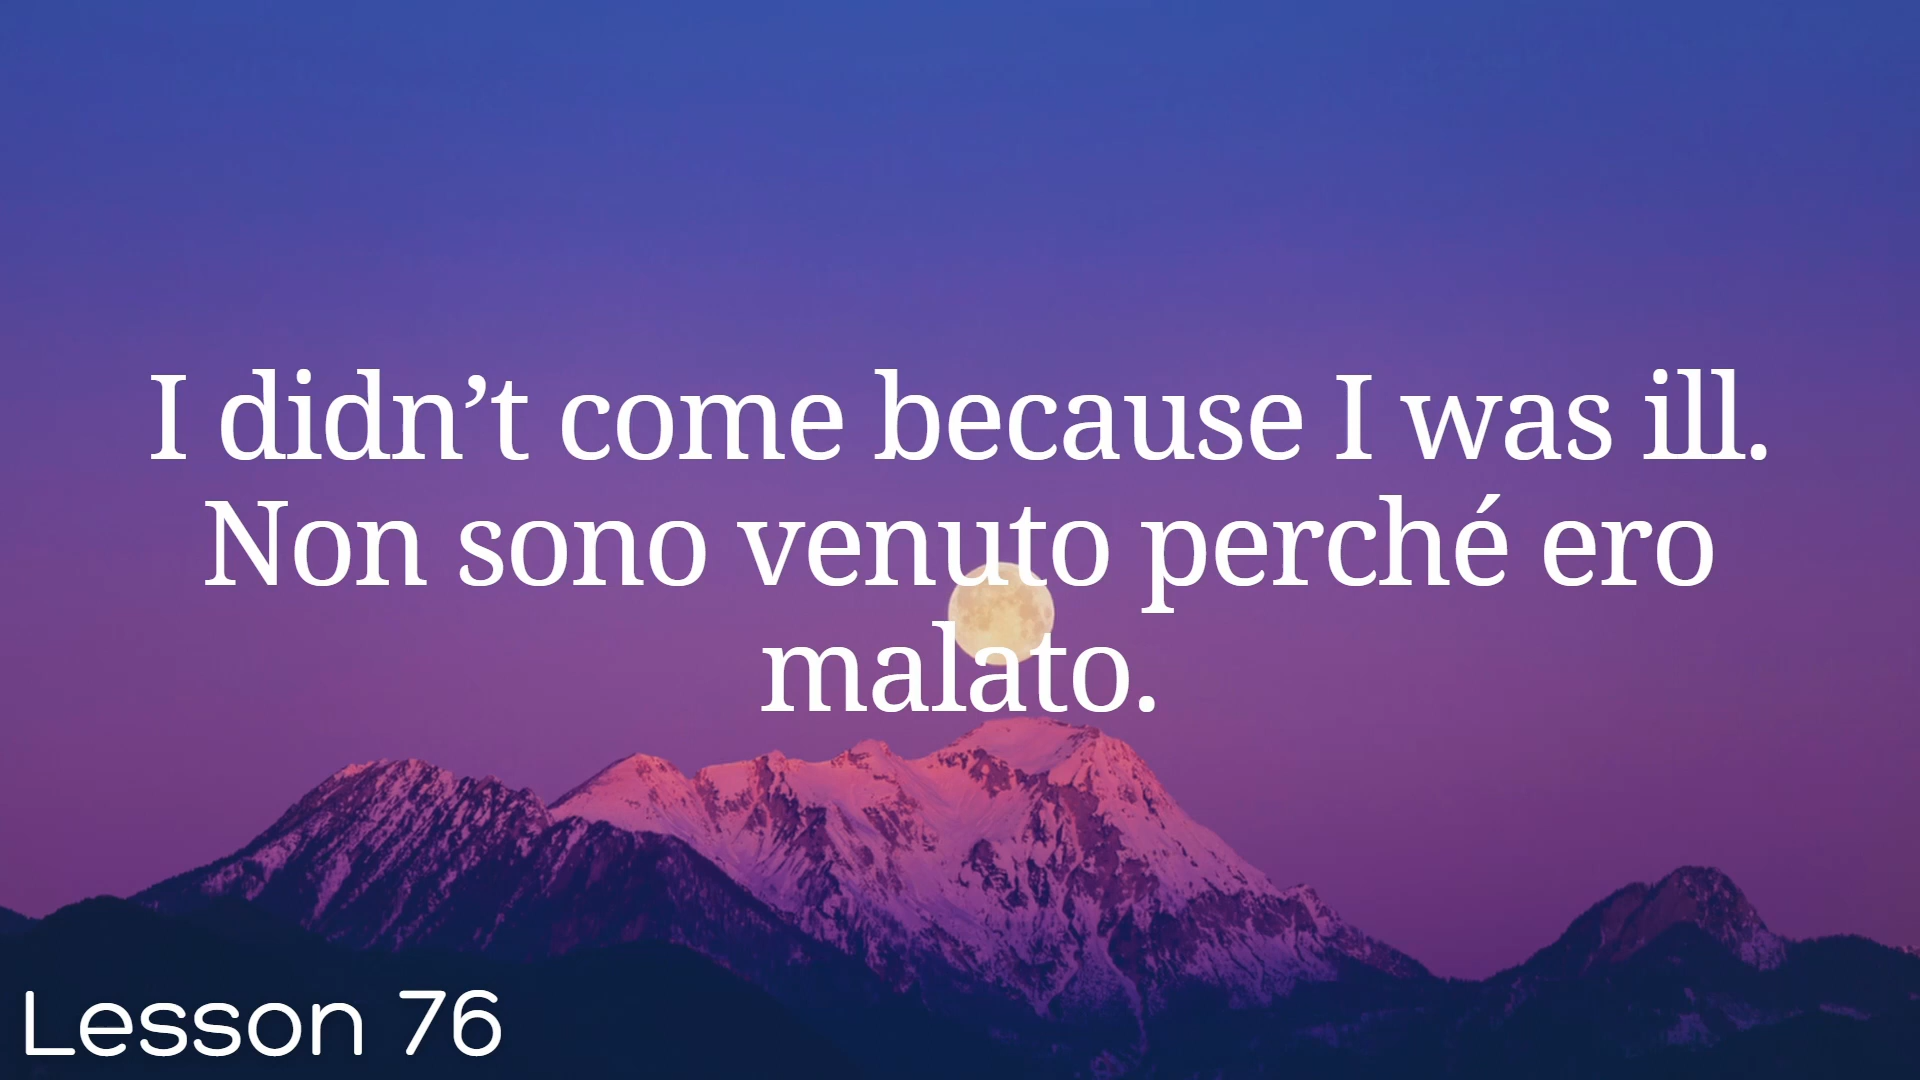 I didn’t come because I was ill.
Non sono venuto perché ero
malato.
Lesson 76